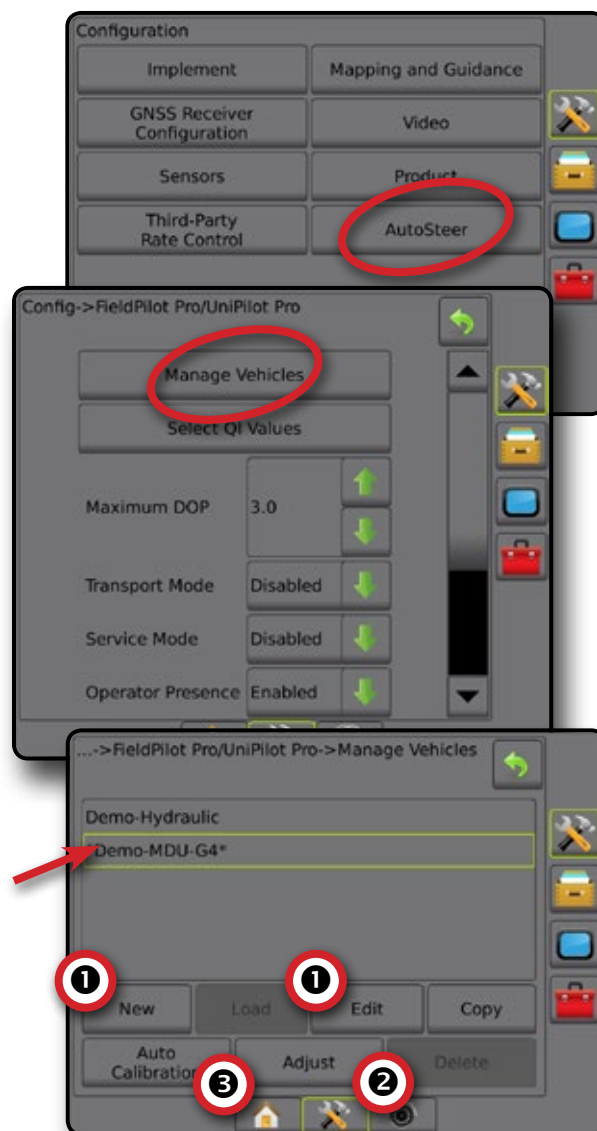 Configuration
Implement
Mapping and Guidance
GNSS Receiver
Configuration
Video
Sensors
Product
Third-Party
Rate Control
AutoSteer
Config->FieldPilot Pro/UniPilot Pro
Manage Vehicles
Select QI Values
Maximum DOP
3.0
Transport Mode
Disabled
Service Mode
Disabled
Operator Presence
Enabled
...->FieldPilot Pro/UniPilot Pro->Manage Vehicles
Demo-Hydraulic
*Demo-MDU-G4*
1
1
New
Load
Edit
Copy
Auto
Calibration
Adjust
Delete
3
2